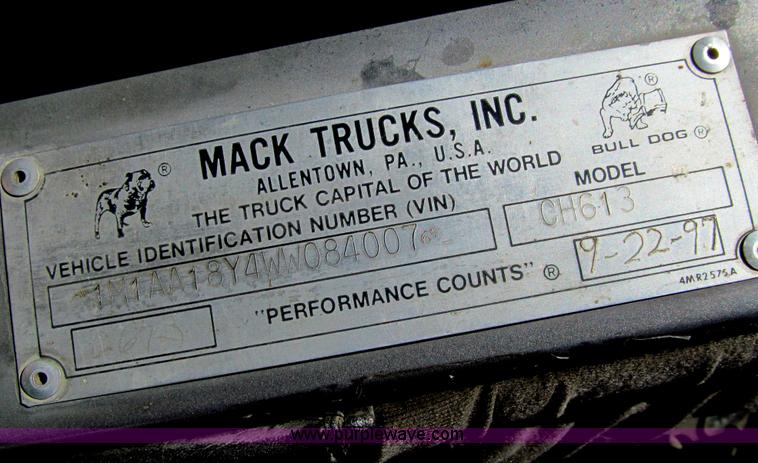 MACK TRUCKS, INC.
ALLENTOWN, PA., U.S.A.
THE TRUCK CAPITAL OF THE WORLD
® BULL DOG ®
®
VEHICLE IDENTIFICATION NUMBER (VIN)
MODEL
1M1AA18Y4WW084007
CH613
"PERFORMANCE COUNTS" ®
9-22-97
4MR2575A
www.purplewave.com